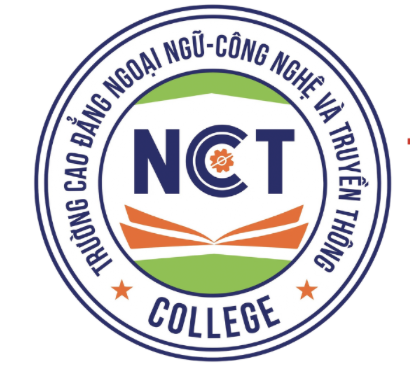 TRƯỜNG CAO ĐẲNG NGOẠI NGỮ-CÔNG NGHỆ VÀ TRUYỀN THÔNG
NCT
COLLEGE